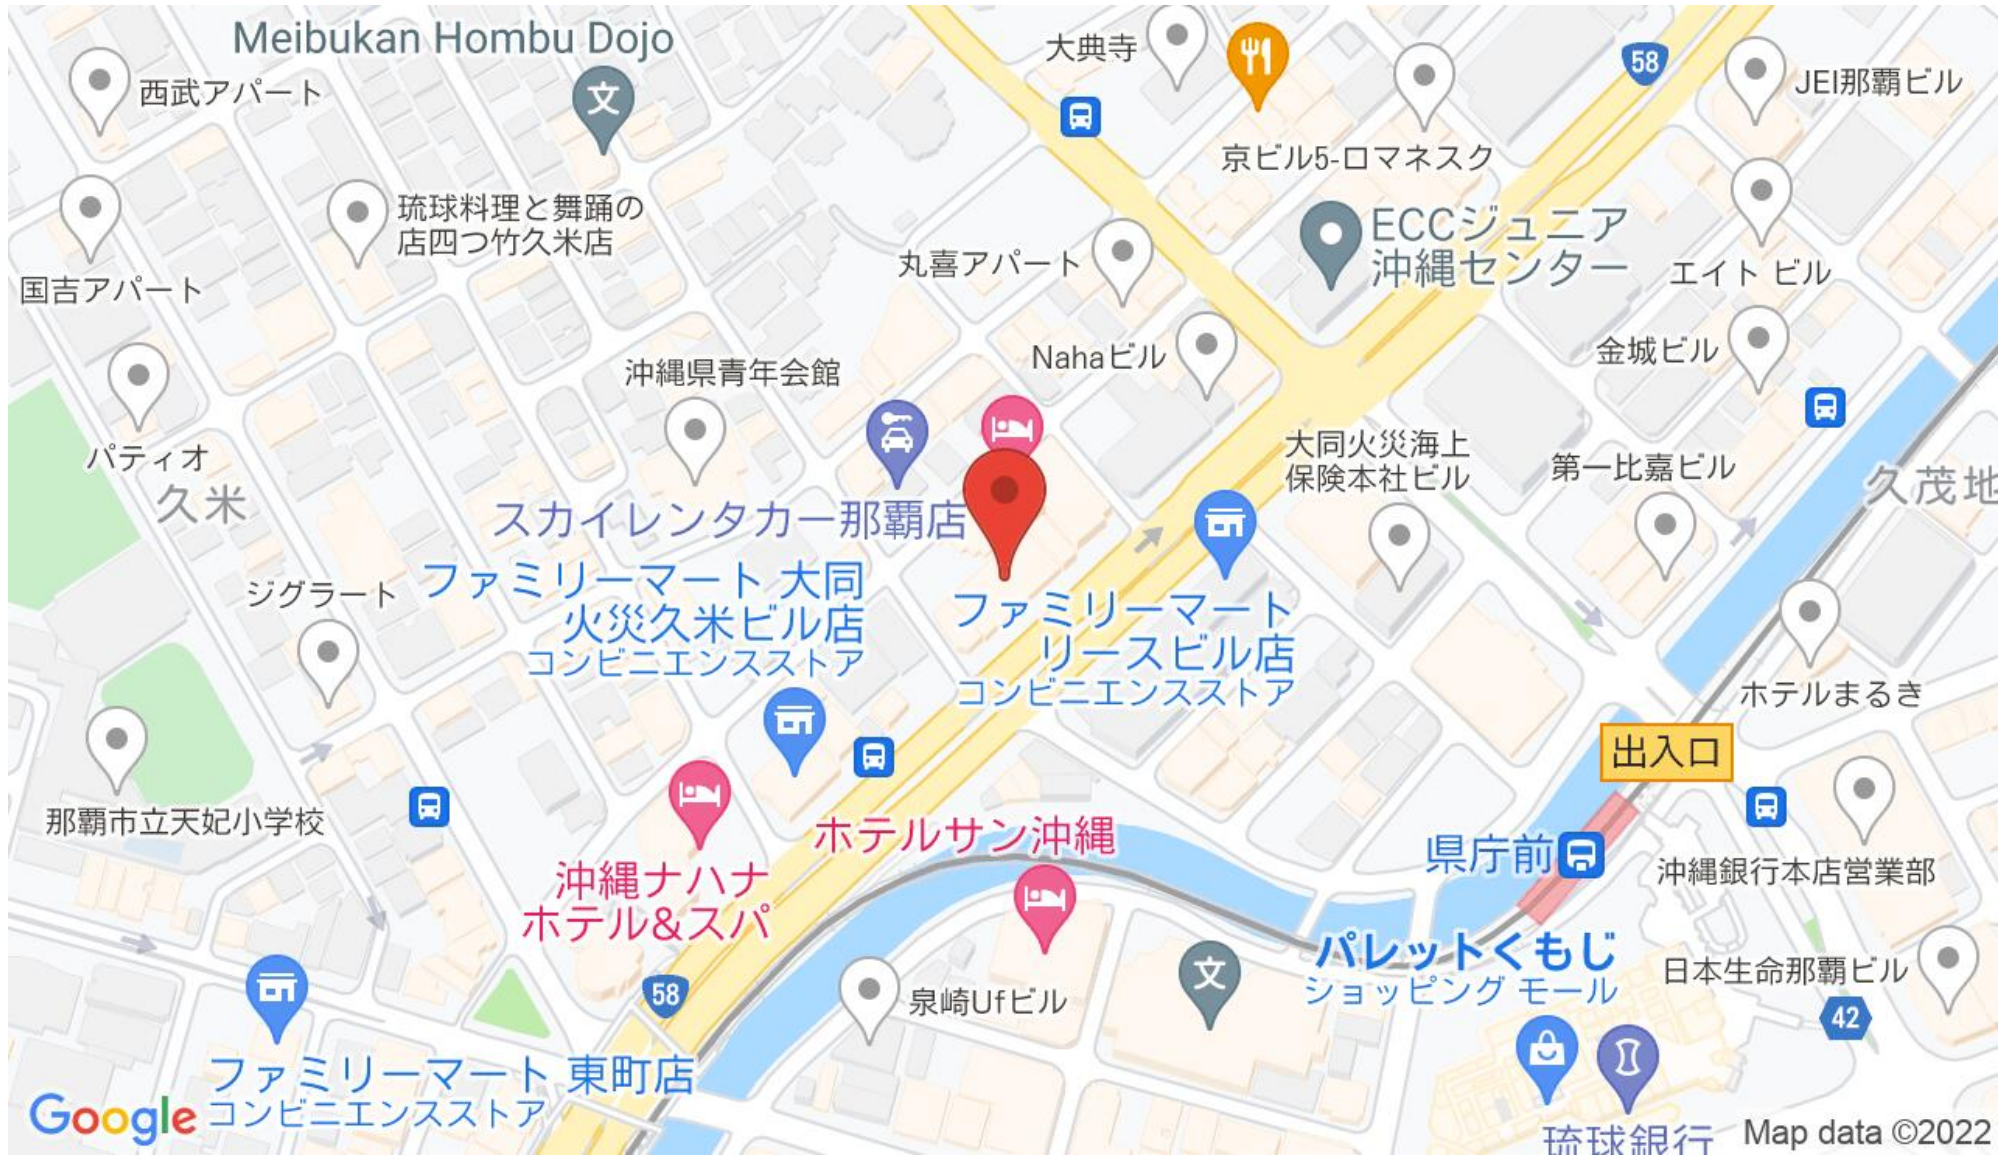 Meibukan Hombu Dojo
大典寺
58
西武アパート
JEI那覇ビル
文
京ビル5-ロマネスク
琉球料理と舞踊の
店四つ竹久米店
ECCジュニア
沖縄センター
丸喜アパート
エイト ビル
国吉アパート
Nahaビル
金城ビル
沖縄県青年会館
大同火災海上
保険本社ビル
第一比嘉ビル
パティオ
久米
久茂地
スカイレンタカー那覇店
ジグラート
ファミリーマート 大同
火災久米ビル店
コンビニエンスストア
ファミリーマート
リースビル店
コンビニエンスストア
ホテルまるき
出入口
那覇市立天妃小学校
ホテルサン沖縄
県庁前
沖縄銀行本店営業部
沖縄ナハナ
ホテル&スパ
パレットくもじ
ショッピング モール
日本生命那覇ビル
文
58
泉崎Ufビル
42
ファミリーマート 東町店
コンビニエンスストア
Google
琉球銀行
Map data ©2022